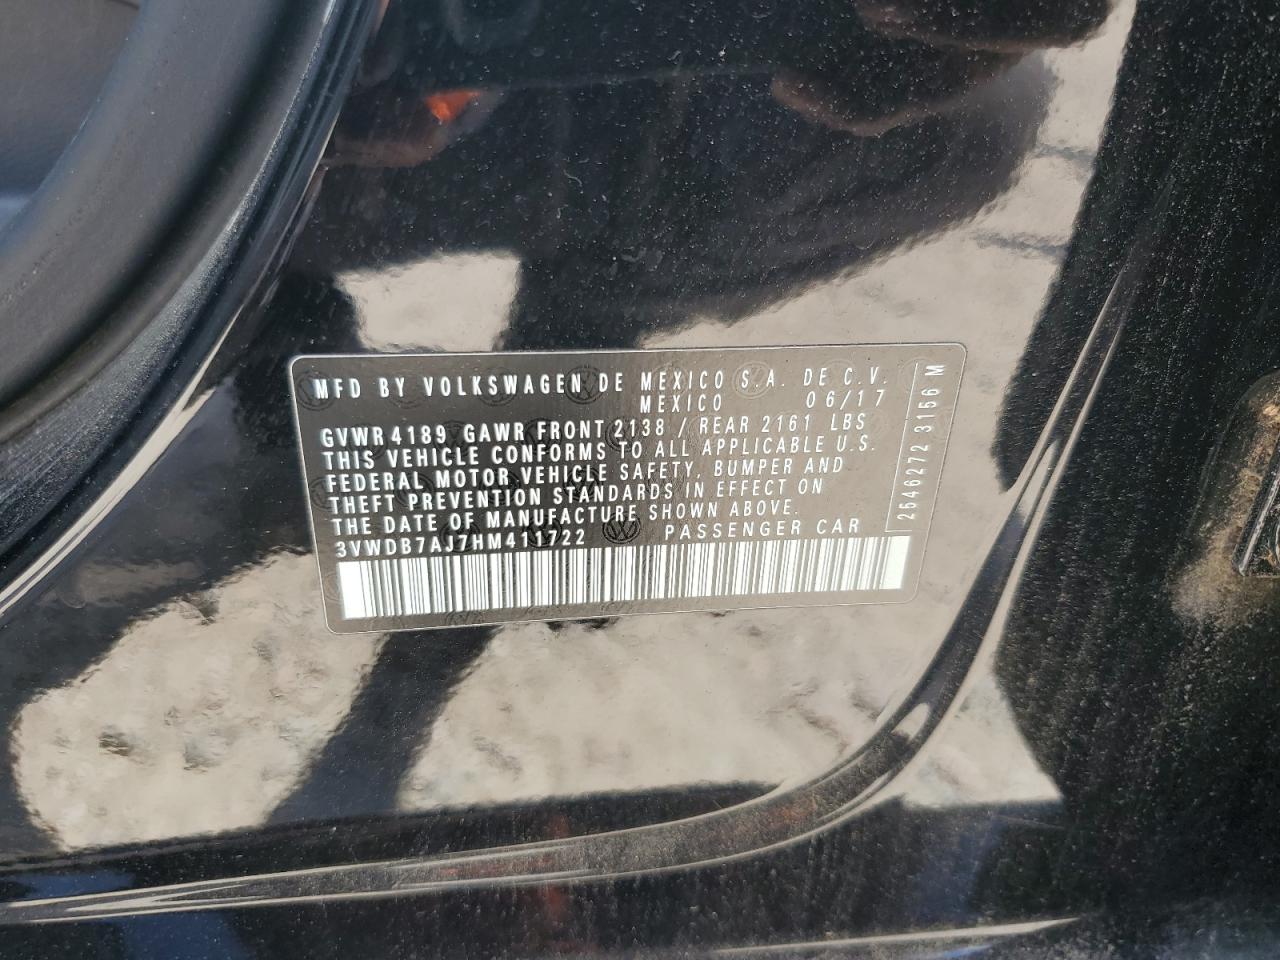 MFD BY VOLKSWAGEN DE MEXICO S.A. DE C.V.
MEXICO 06/17
GVWR 4189 GAWR FRONT 2138 / REAR 2161 LBS
THIS VEHICLE CONFORMS TO ALL APPLICABLE U.S.
FEDERAL MOTOR VEHICLE SAFETY, BUMPER AND
THEFT PREVENTION STANDARDS IN EFFECT ON
THE DATE OF MANUFACTURE SHOWN ABOVE.
3VWDB7AJ7HM411722 PASSENGER CAR
2546272 3156 M